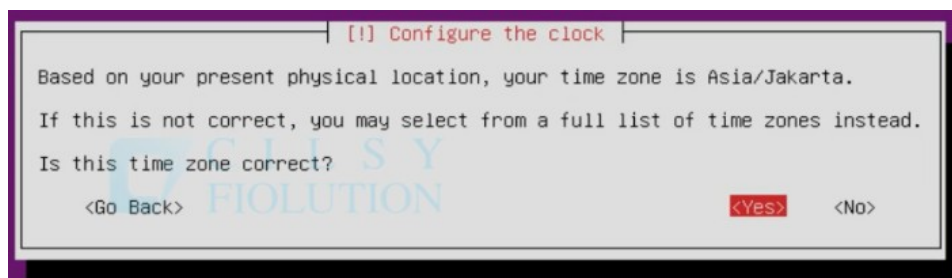 [!] Configure the clock
Based on your present physical location, your time zone is Asia/Jakarta.
If this is not correct, you may select from a full list of time zones instead.
Is this time zone correct?
CILSY
FIOLUTION
<Go Back> <Yes> <No>